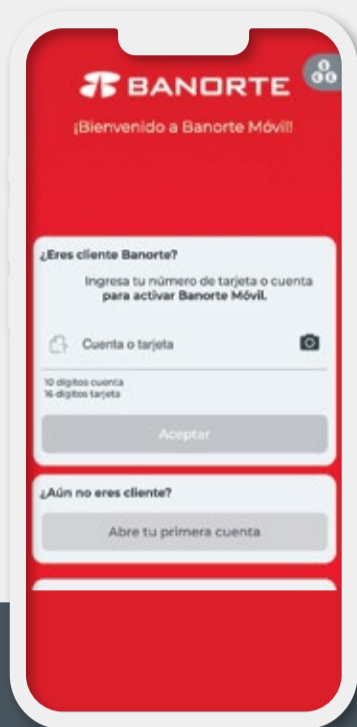 BANORTE
¡Bienvenido a Banorte Móvil!
¿Eres cliente Banorte?
Ingresa tu número de tarjeta o cuenta
para activar Banorte Móvil.
Cuenta o tarjeta
10 dígitos cuenta
16 dígitos tarjeta
Aceptar
¿Aún no eres cliente?
Abre tu primera cuenta